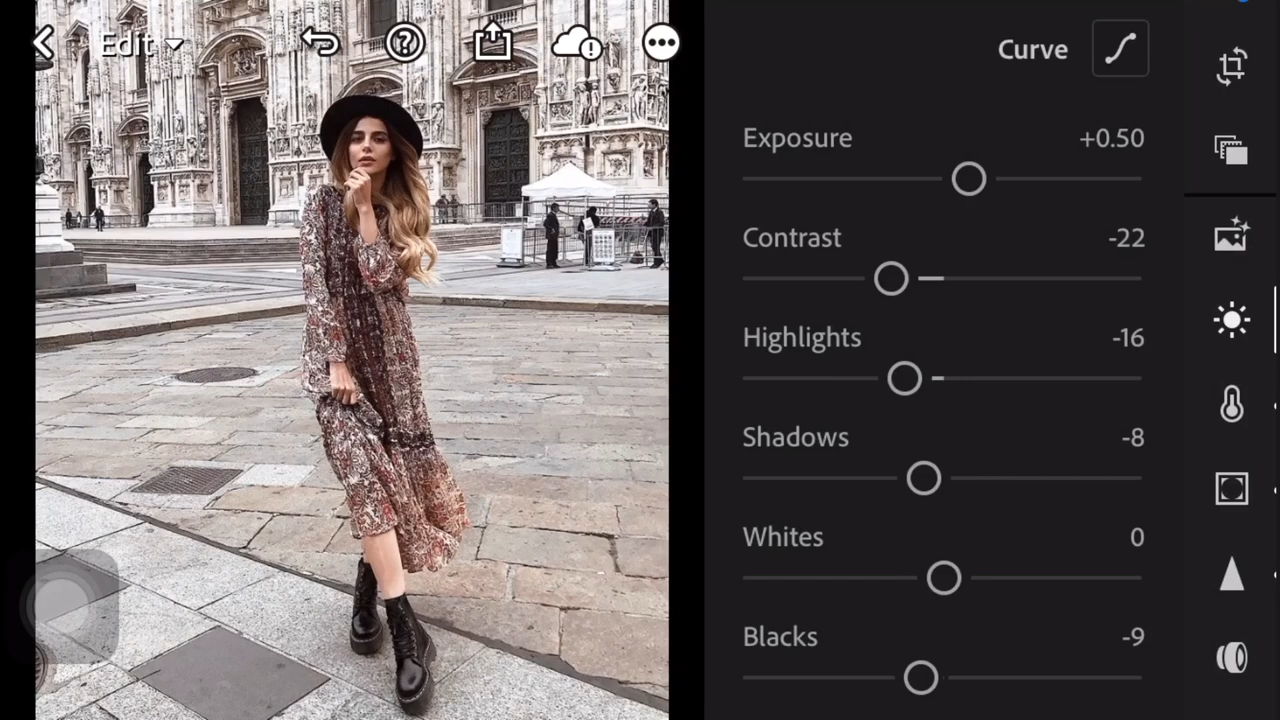 Edit
Curve
Exposure +0.50
Contrast -22
Highlights -16
Shadows -8
Whites 0
Blacks -9